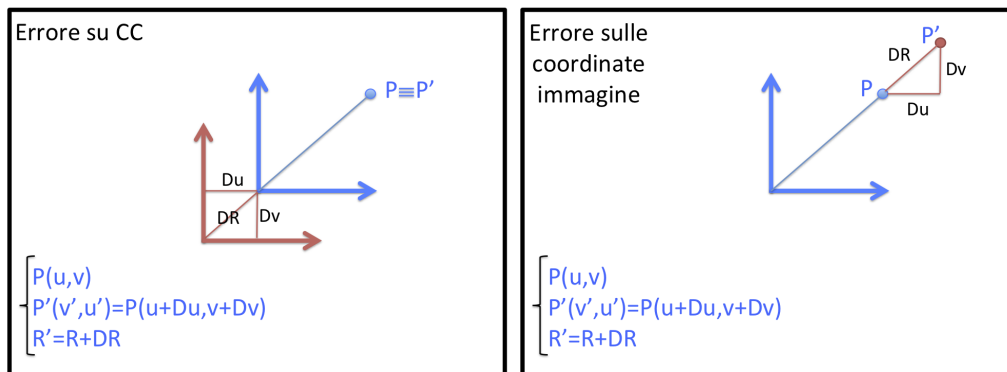 Errore su CC
P≡P’
Du
DR
Dv
P(u,v)
P’(v’,u’)=P(u+Du,v+Dv)
R’=R+DR
Errore sulle
coordinate
immagine
P’
DR
Dv
P
Du
P(u,v)
P’(v’,u’)=P(u+Du,v+Dv)
R’=R+DR